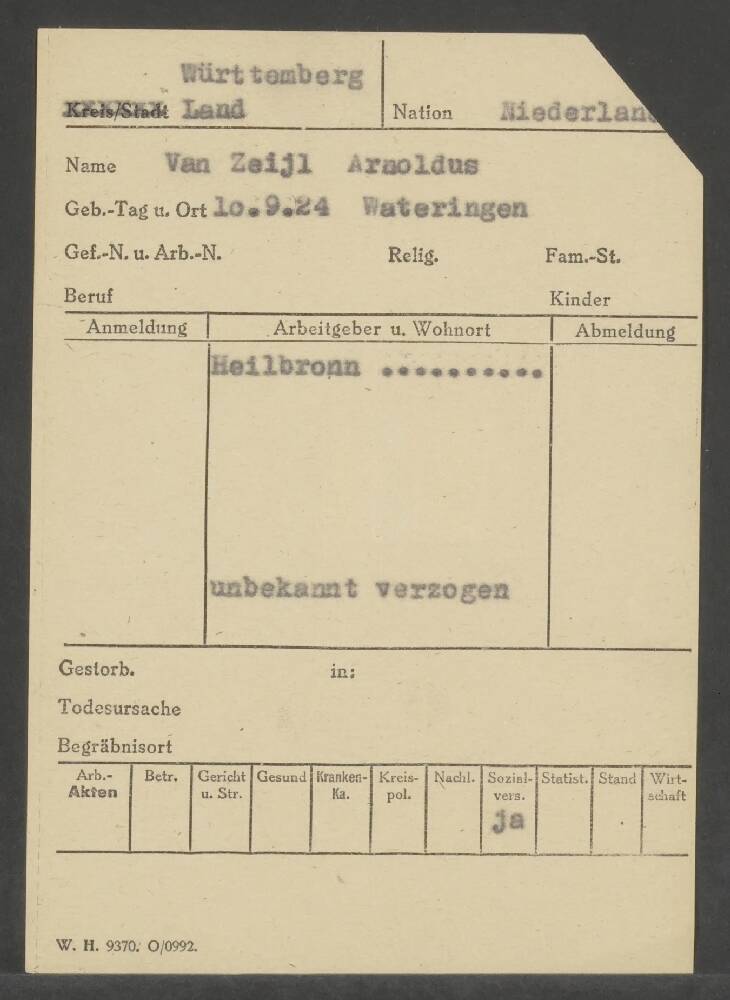 Württemberg
Kreis/Stadt Land
Nation Niederlan
Name Van Zeijl Arnoldus
Geb.-Tag u. Ort 1o.9.24 Wateringen
Gef.-N. u. Arb.-N. Relig. Fam.-St.
Beruf Kinder
Anmeldung Arbeitgeber u. Wohnort Abmeldung
Heilbronn ..........
unbekannt verzogen
Gestorb. in:
Todesursache
Begräbnisort
Arb.- Betr. Gericht Gesund Kranken- Kreis- Nachl. Sozial- Statist. Stand Wirt-
Akten u. Str. Ka. pol. vers. schaft
ja
W. H. 9370. O/0992.